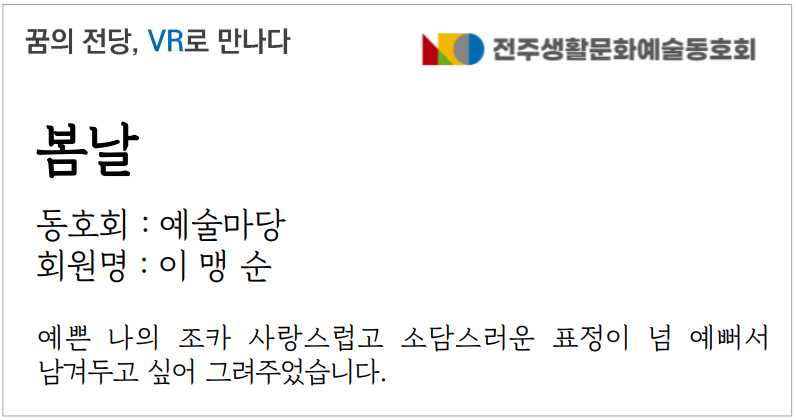 꿈의 전당, VR로 만나다
전주생활문화예술동호회
봄날
동호회 : 예술마당
회원명 : 이 맹 순
예쁜 나의 조카 사랑스럽고 소담스러운 표정이 넘 예뻐서
남겨두고 싶어 그려주었습니다.